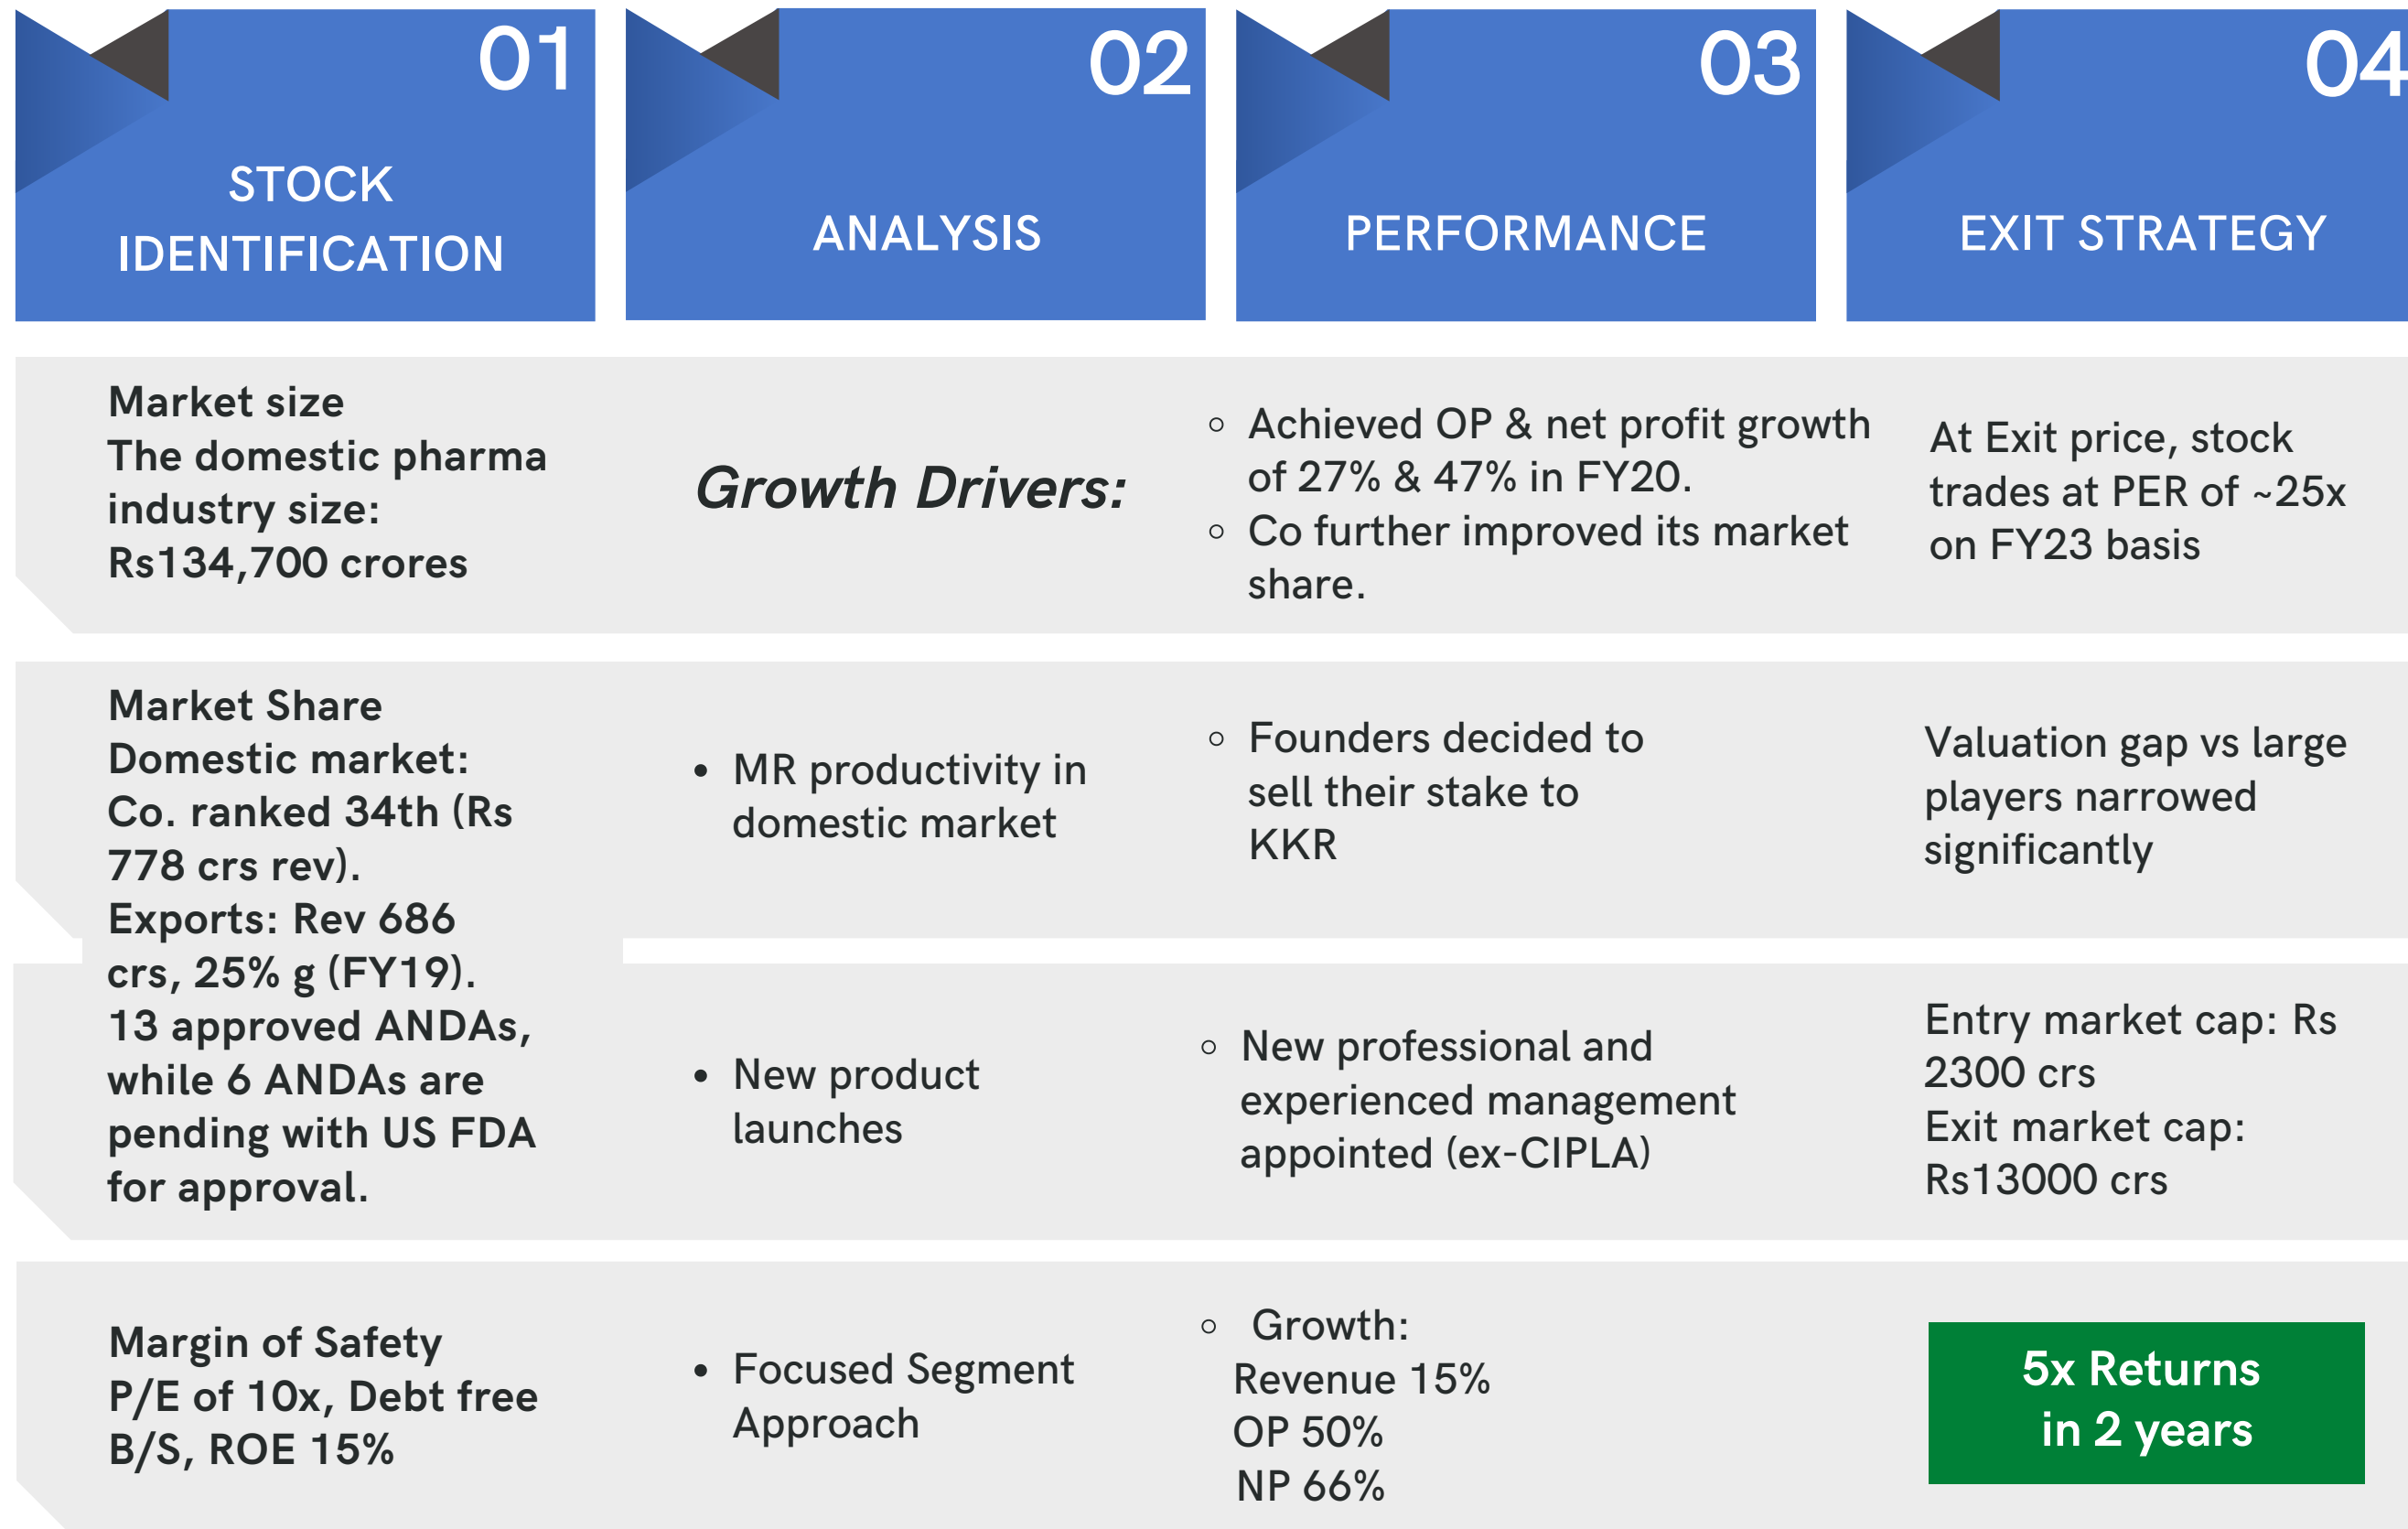 01
STOCK
IDENTIFICATION
02
ANALYSIS
03
PERFORMANCE
04
EXIT STRATEGY
Market size
The domestic pharma
industry size:
Rs134,700 crores
Growth Drivers:
◦ Achieved OP & net profit growth
of 27% & 47% in FY20.
◦ Co further improved its market
share.
At Exit price, stock
trades at PER of ~25x
on FY23 basis
Market Share
Domestic market:
Co. ranked 34th (Rs
778 crs rev).
Exports: Rev 686
crs, 25% g (FY19).
13 approved ANDAs,
while 6 ANDAs are
pending with US FDA
for approval.
• MR productivity in
domestic market
◦ Founders decided to
sell their stake to
KKR
Valuation gap vs large
players narrowed
significantly
• New product
launches
◦ New professional and
experienced management
appointed (ex-CIPLA)
Entry market cap: Rs
2300 crs
Exit market cap:
Rs13000 crs
Margin of Safety
P/E of 10x, Debt free
B/S, ROE 15%
• Focused Segment
Approach
◦ Growth:
Revenue 15%
OP 50%
NP 66%
5x Returns
in 2 years